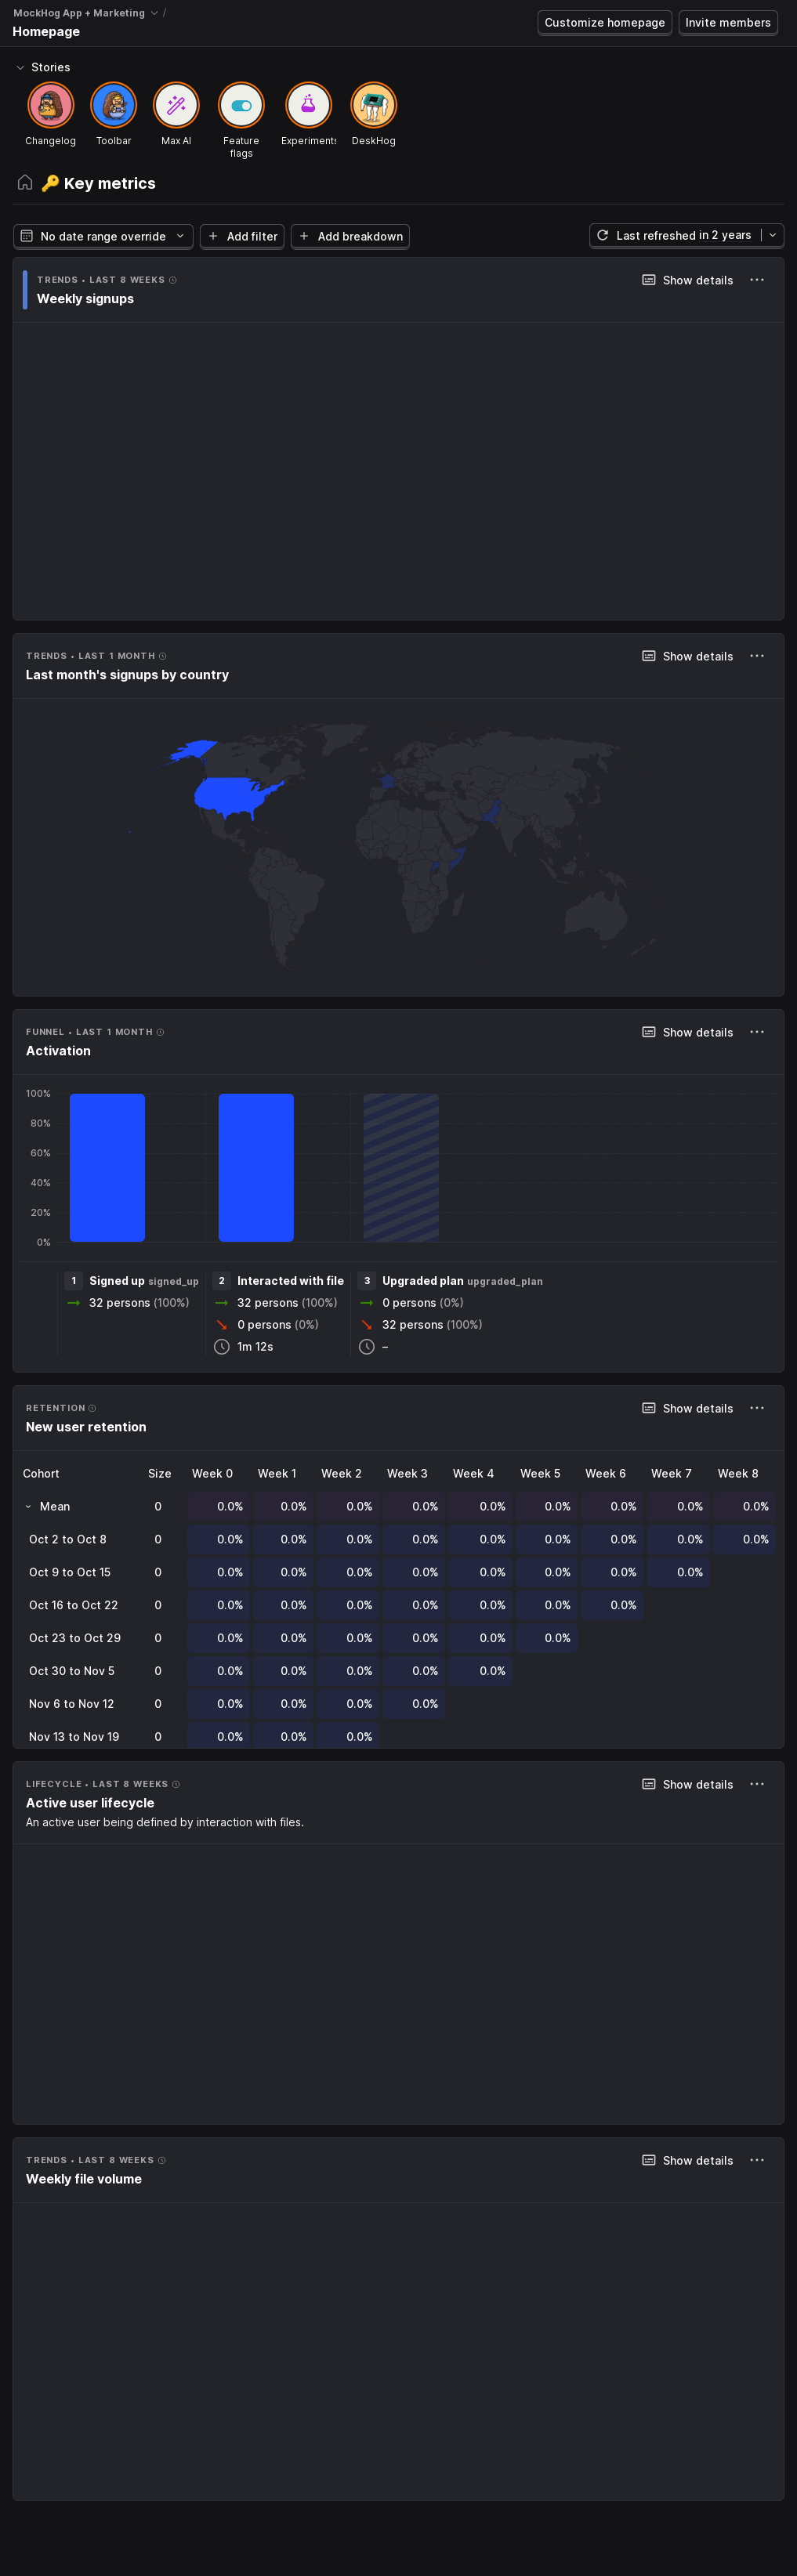 MockHog App + Marketing /
Homepage
Customize homepage
Invite members
Stories
Changelog
Toolbar
Max AI
Feature
flags
Experiments
DeskHog
🔑 Key metrics
No date range override
Add filter
Add breakdown
Last refreshed in 2 years
TRENDS • LAST 8 WEEKS
Show details
Weekly signups
TRENDS • LAST 1 MONTH
Show details
Last month's signups by country
FUNNEL • LAST 1 MONTH
Show details
Activation
100%
80%
60%
40%
20%
0%
1 Signed up signed_up
32 persons (100%)
2 Interacted with file
32 persons (100%)
0 persons (0%)
1m 12s
3 Upgraded plan upgraded_plan
0 persons (0%)
32 persons (100%)
–
RETENTION
Show details
New user retention
Cohort Size Week 0 Week 1 Week 2 Week 3 Week 4 Week 5 Week 6 Week 7 Week 8
Mean 0 0.0% 0.0% 0.0% 0.0% 0.0% 0.0% 0.0% 0.0% 0.0%
Oct 2 to Oct 8 0 0.0% 0.0% 0.0% 0.0% 0.0% 0.0% 0.0% 0.0% 0.0%
Oct 9 to Oct 15 0 0.0% 0.0% 0.0% 0.0% 0.0% 0.0% 0.0% 0.0%
Oct 16 to Oct 22 0 0.0% 0.0% 0.0% 0.0% 0.0% 0.0% 0.0%
Oct 23 to Oct 29 0 0.0% 0.0% 0.0% 0.0% 0.0% 0.0%
Oct 30 to Nov 5 0 0.0% 0.0% 0.0% 0.0% 0.0%
Nov 6 to Nov 12 0 0.0% 0.0% 0.0% 0.0%
Nov 13 to Nov 19 0 0.0% 0.0% 0.0%
LIFECYCLE • LAST 8 WEEKS
Show details
Active user lifecycle
An active user being defined by interaction with files.
TRENDS • LAST 8 WEEKS
Show details
Weekly file volume